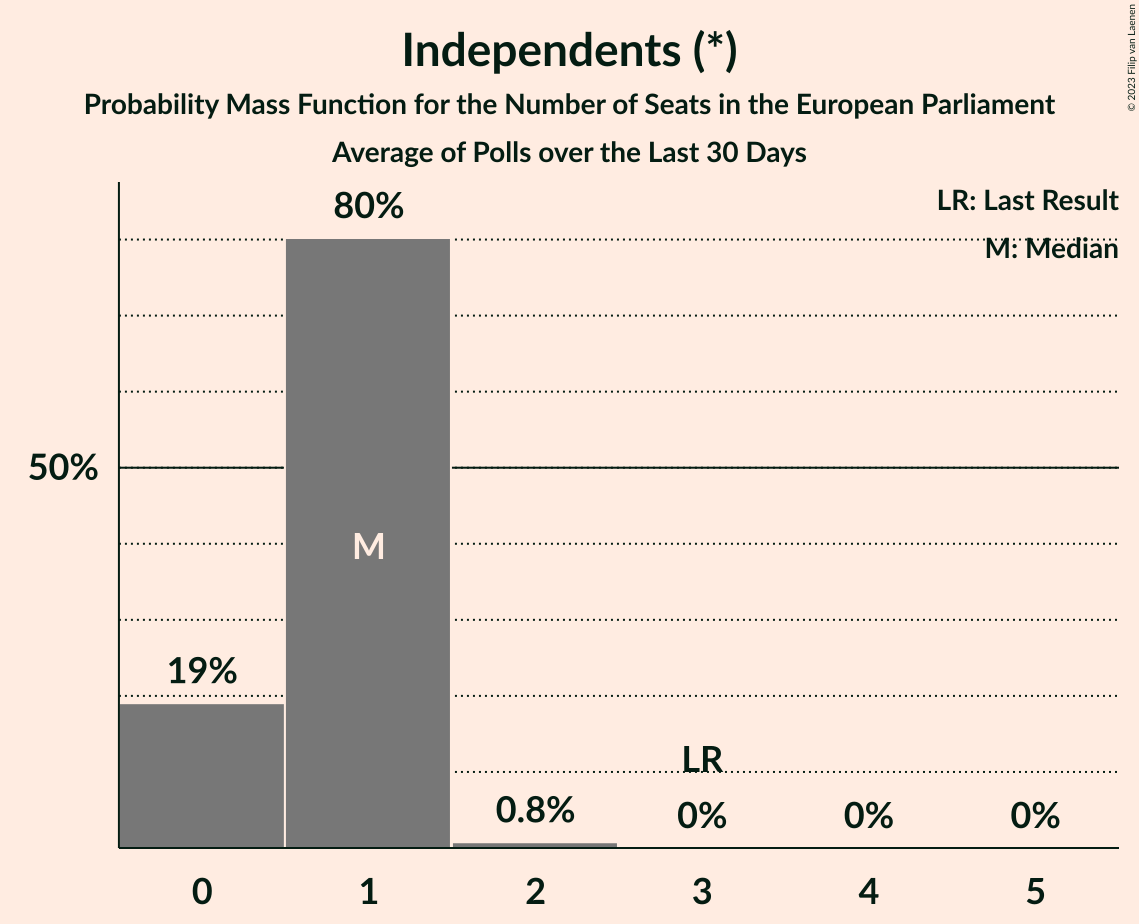 Independents (*)
Probability Mass Function for the Number of Seats in the European Parliament
Average of Polls over the Last 30 Days
© 2023 Filip van Laenen
LR: Last Result
M: Median
80%
50%
M
19%
LR
0.8%
0%
0%
0%
0 1 2 3 4 5